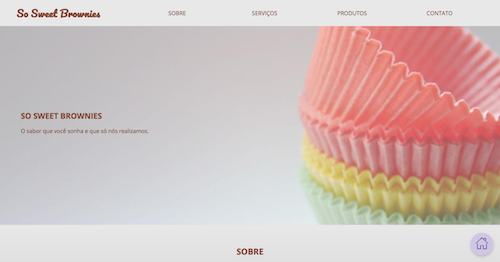 So Sweet Brownies
SOBRE SERVIÇOS PRODUTOS CONTATO
SO SWEET BROWNIES
O sabor que você sonha e que só nós realizamos.
SOBRE